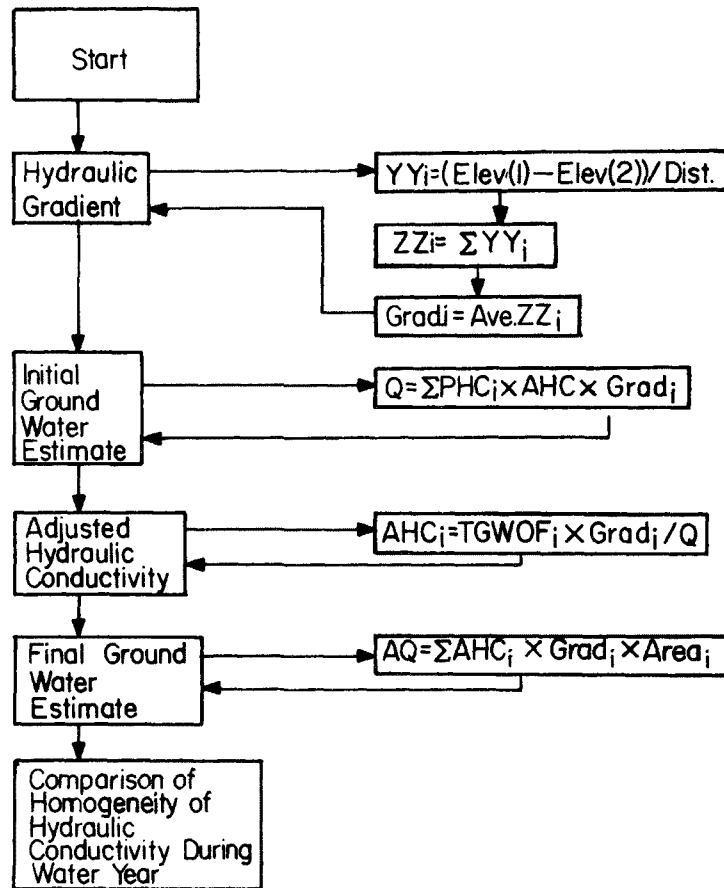 Start
Hydraulic
Gradient
YYi=(Elev(1)-Elev(2))/Dist.
ZZi= ΣYYi
Gradi=Ave.ZZi
Initial
Ground
Water
Estimate
Q=ΣPHCi×AHC× Gradi
Adjusted
Hydraulic
Conductivity
AHCi=TGWOFi×Gradi/Q
Final Ground
Water
Estimate
AQ=ΣAHCi × Gradi×Areai
Comparison of
Homogeneity of
Hydraulic
Conductivity During
Water Year